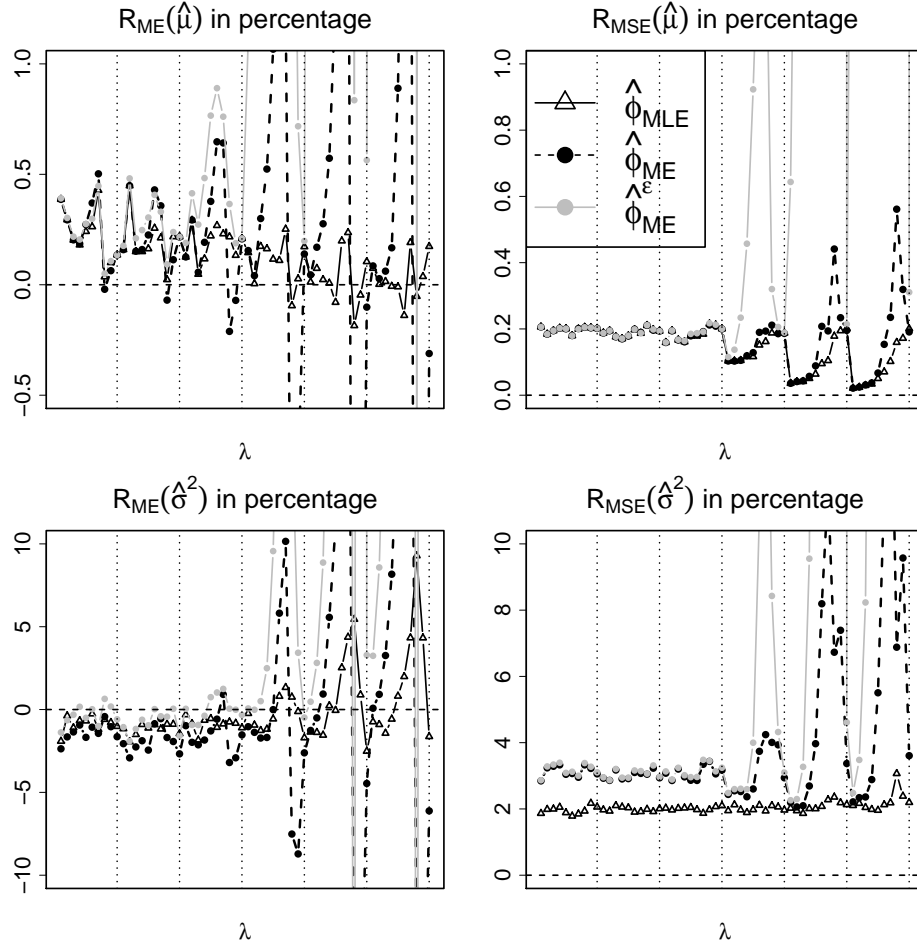 R_ME(μ̂) in percentage
R_MSE(μ̂) in percentage
1.0
0.5
0.0
−0.5
λ
1.0
0.8
0.6
0.4
0.2
0.0
λ
ϕ̂_MLE
ϕ̂_ME
ϕ̂^ε_ME
R_ME(σ̂²) in percentage
R_MSE(σ̂²) in percentage
10
5
0
−5
−10
λ
10
8
6
4
2
0
λ